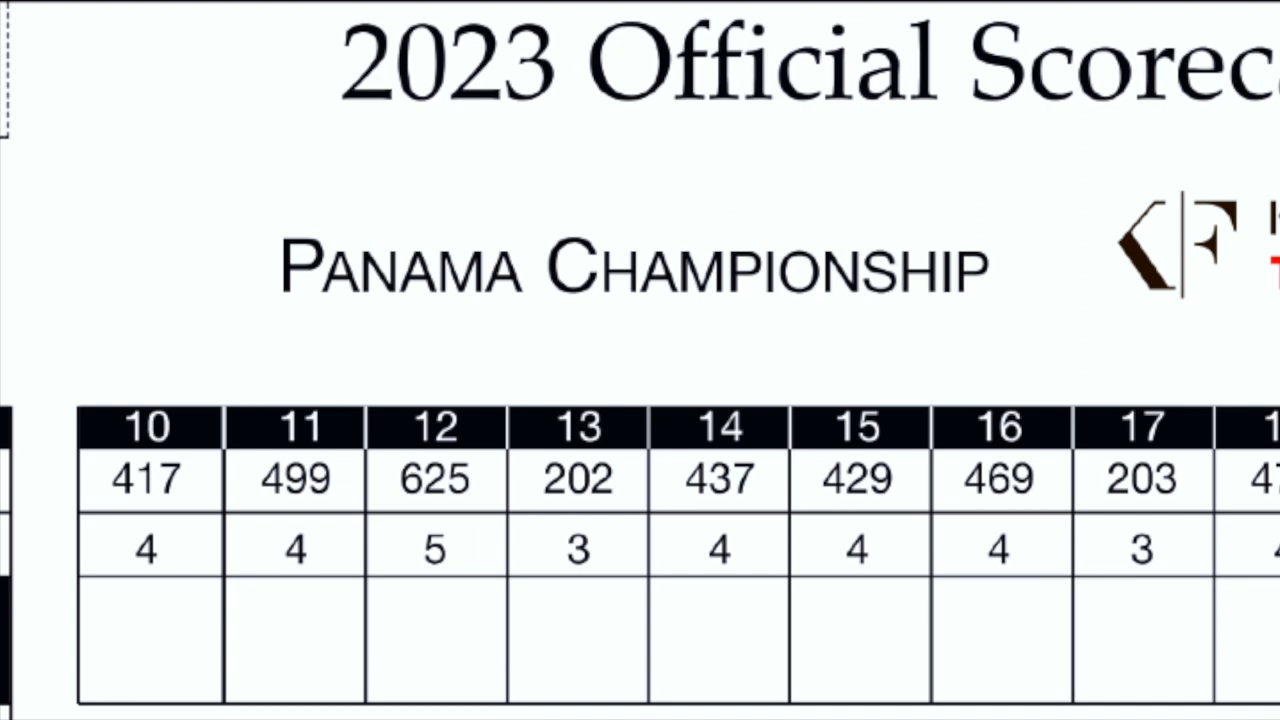 2023 Official
PANAMA CHAMPIONSHIP
KF
10 11 12 13 14 15 16 17
417 499 625 202 437 429 469 203
4 4 5 3 4 4 4 3